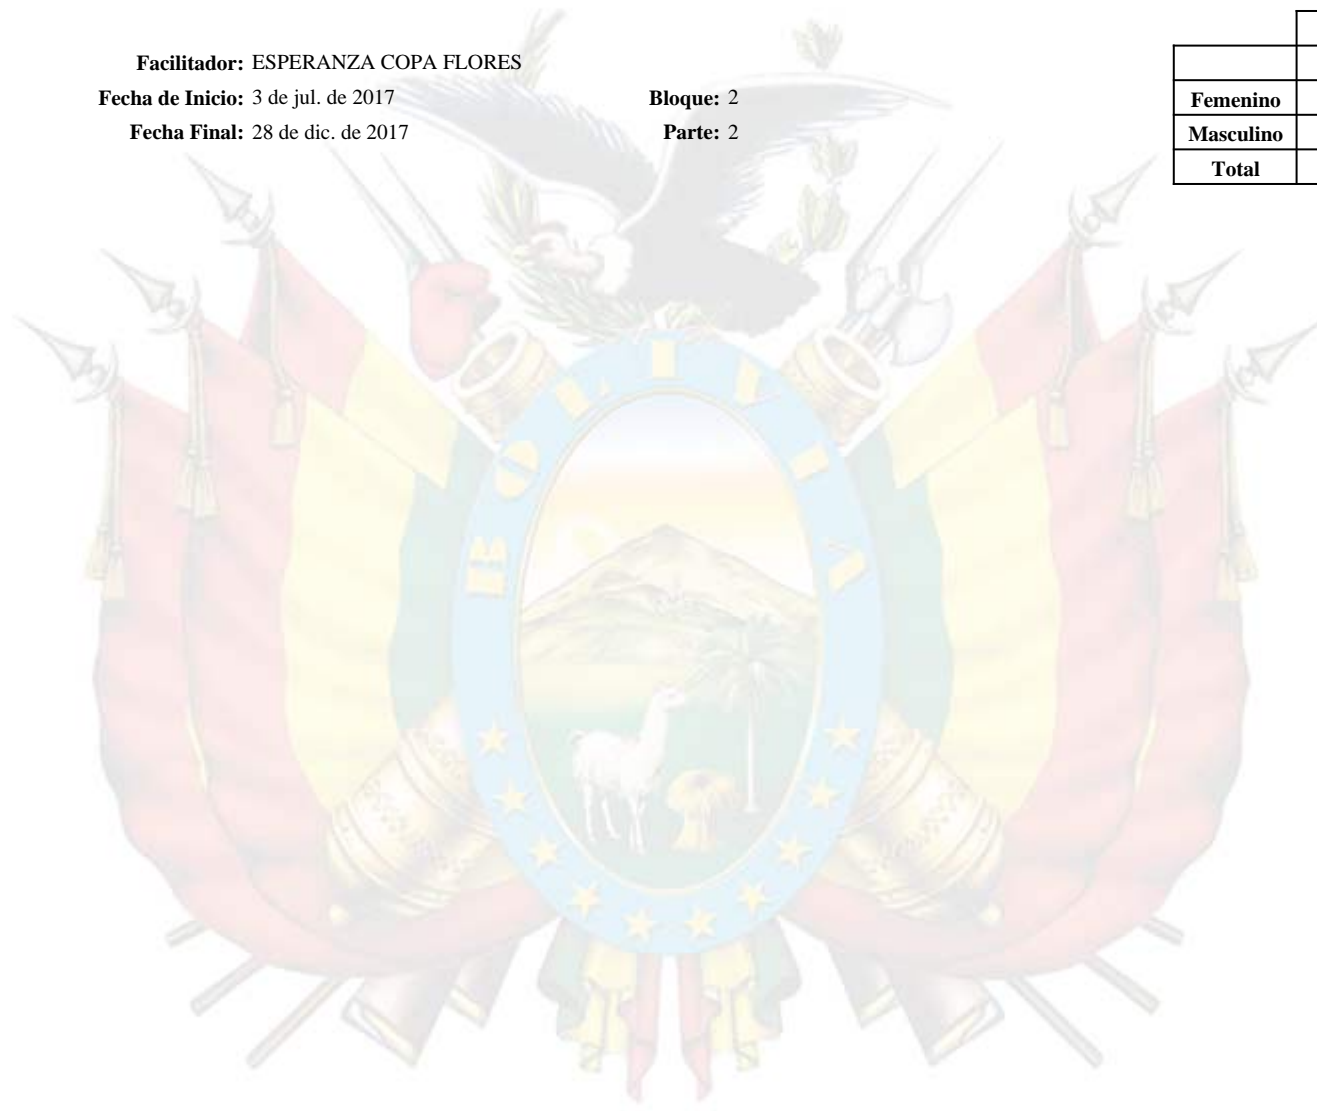 Facilitador: ESPERANZA COPA FLORES
Fecha de Inicio: 3 de jul. de 2017 Bloque: 2
Fecha Final: 28 de dic. de 2017 Parte: 2
Femenino
Masculino
Total
BOLIVIA